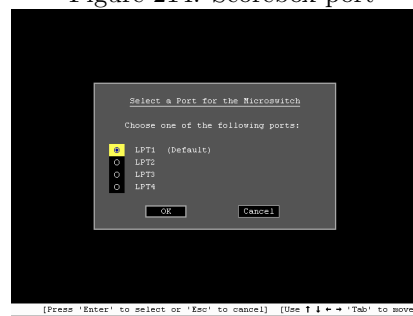 Figure 214: Scorebox port
Select a Port for the Microswitch
Choose one of the following ports:
LPT1 (Default)
LPT2
LPT3
LPT4
OK Cancel
[Press 'Enter' to select or 'Esc' to cancel] [Use ↑ ↓ ← → 'Tab' to move